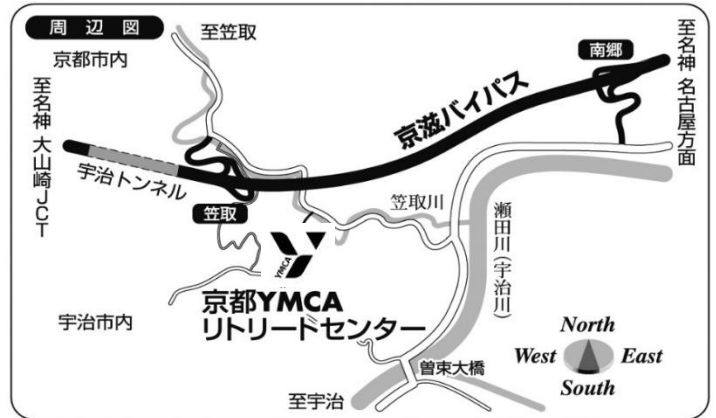 周辺図
至笠取
京都市内
至名神 大山崎JCT
宇治トンネル
笠取
京滋バイパス
南郷
至名神 名古屋方面
笠取川
瀬田川(宇治川)
YMCA
京都YMCA
リトリードセンター
宇治市内
曽束大橋
至宇治
North
West East
South